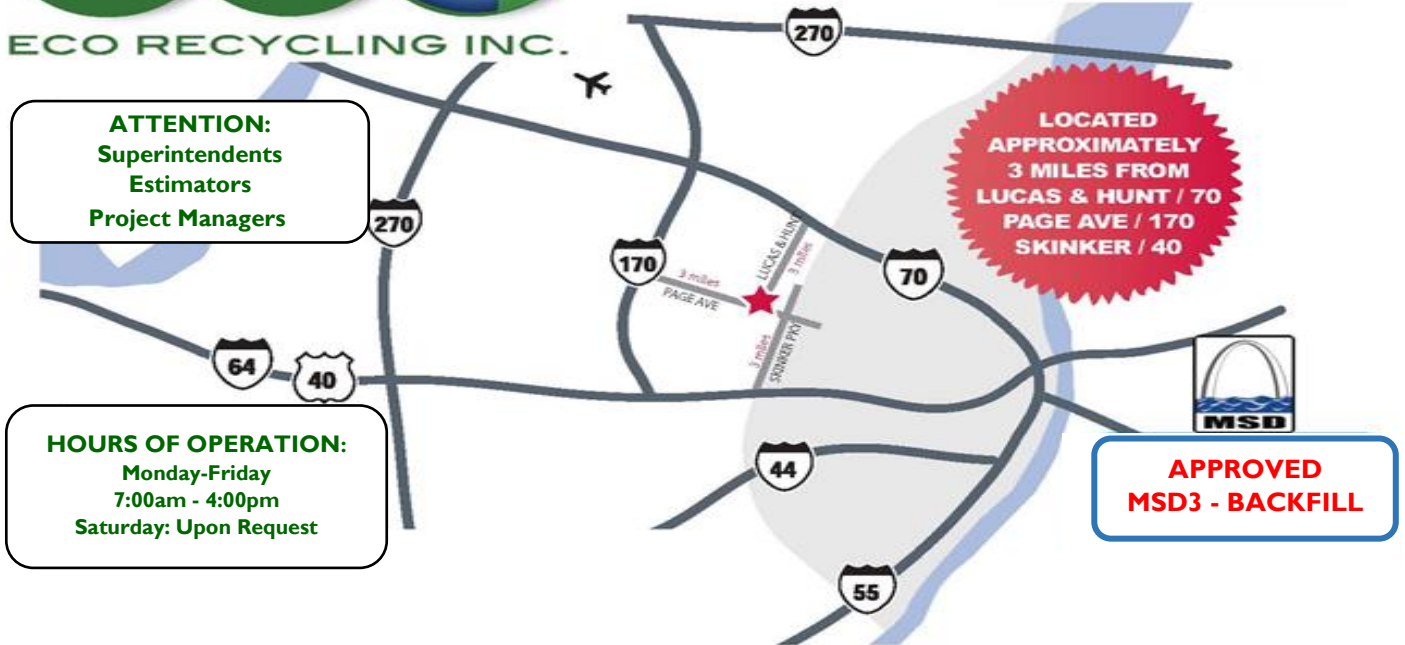 ECO RECYCLING INC.
ATTENTION:
Superintendents
Estimators
Project Managers
270
LOCATED
APPROXIMATELY
3 MILES FROM
LUCAS & HUNT / 70
PAGE AVE / 170
SKINKER / 40
270
170
3 miles
PAGE AVE
LUCAS & HUNT
3 miles
70
3 miles
SKINKER PKY
64
40
MSD
HOURS OF OPERATION:
Monday-Friday
7:00am - 4:00pm
Saturday: Upon Request
44
APPROVED
MSD3 - BACKFILL
55